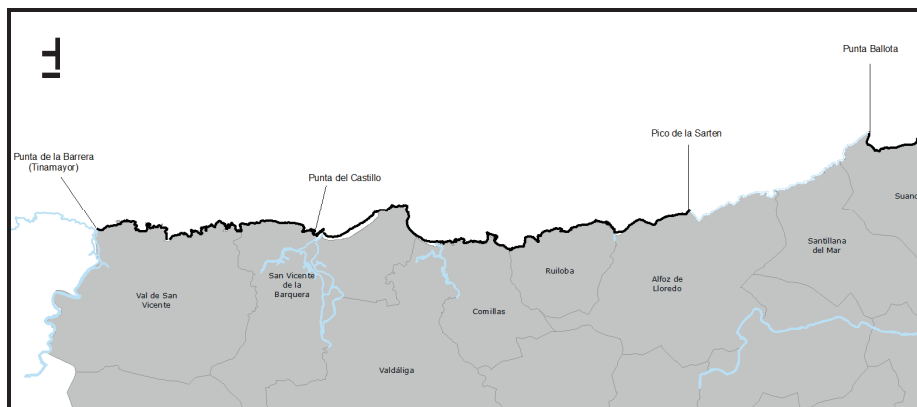 Punta Ballota
Pico de la Sarten
Punta de la Barrera
(Tinamayor)
Punta del Castillo
Suanc
Santillana
del Mar
Ruiloba
San Vicente
de la
Barquera
Alfoz de
Lloredo
Val de San
Vicente
Comillas
Valdáliga